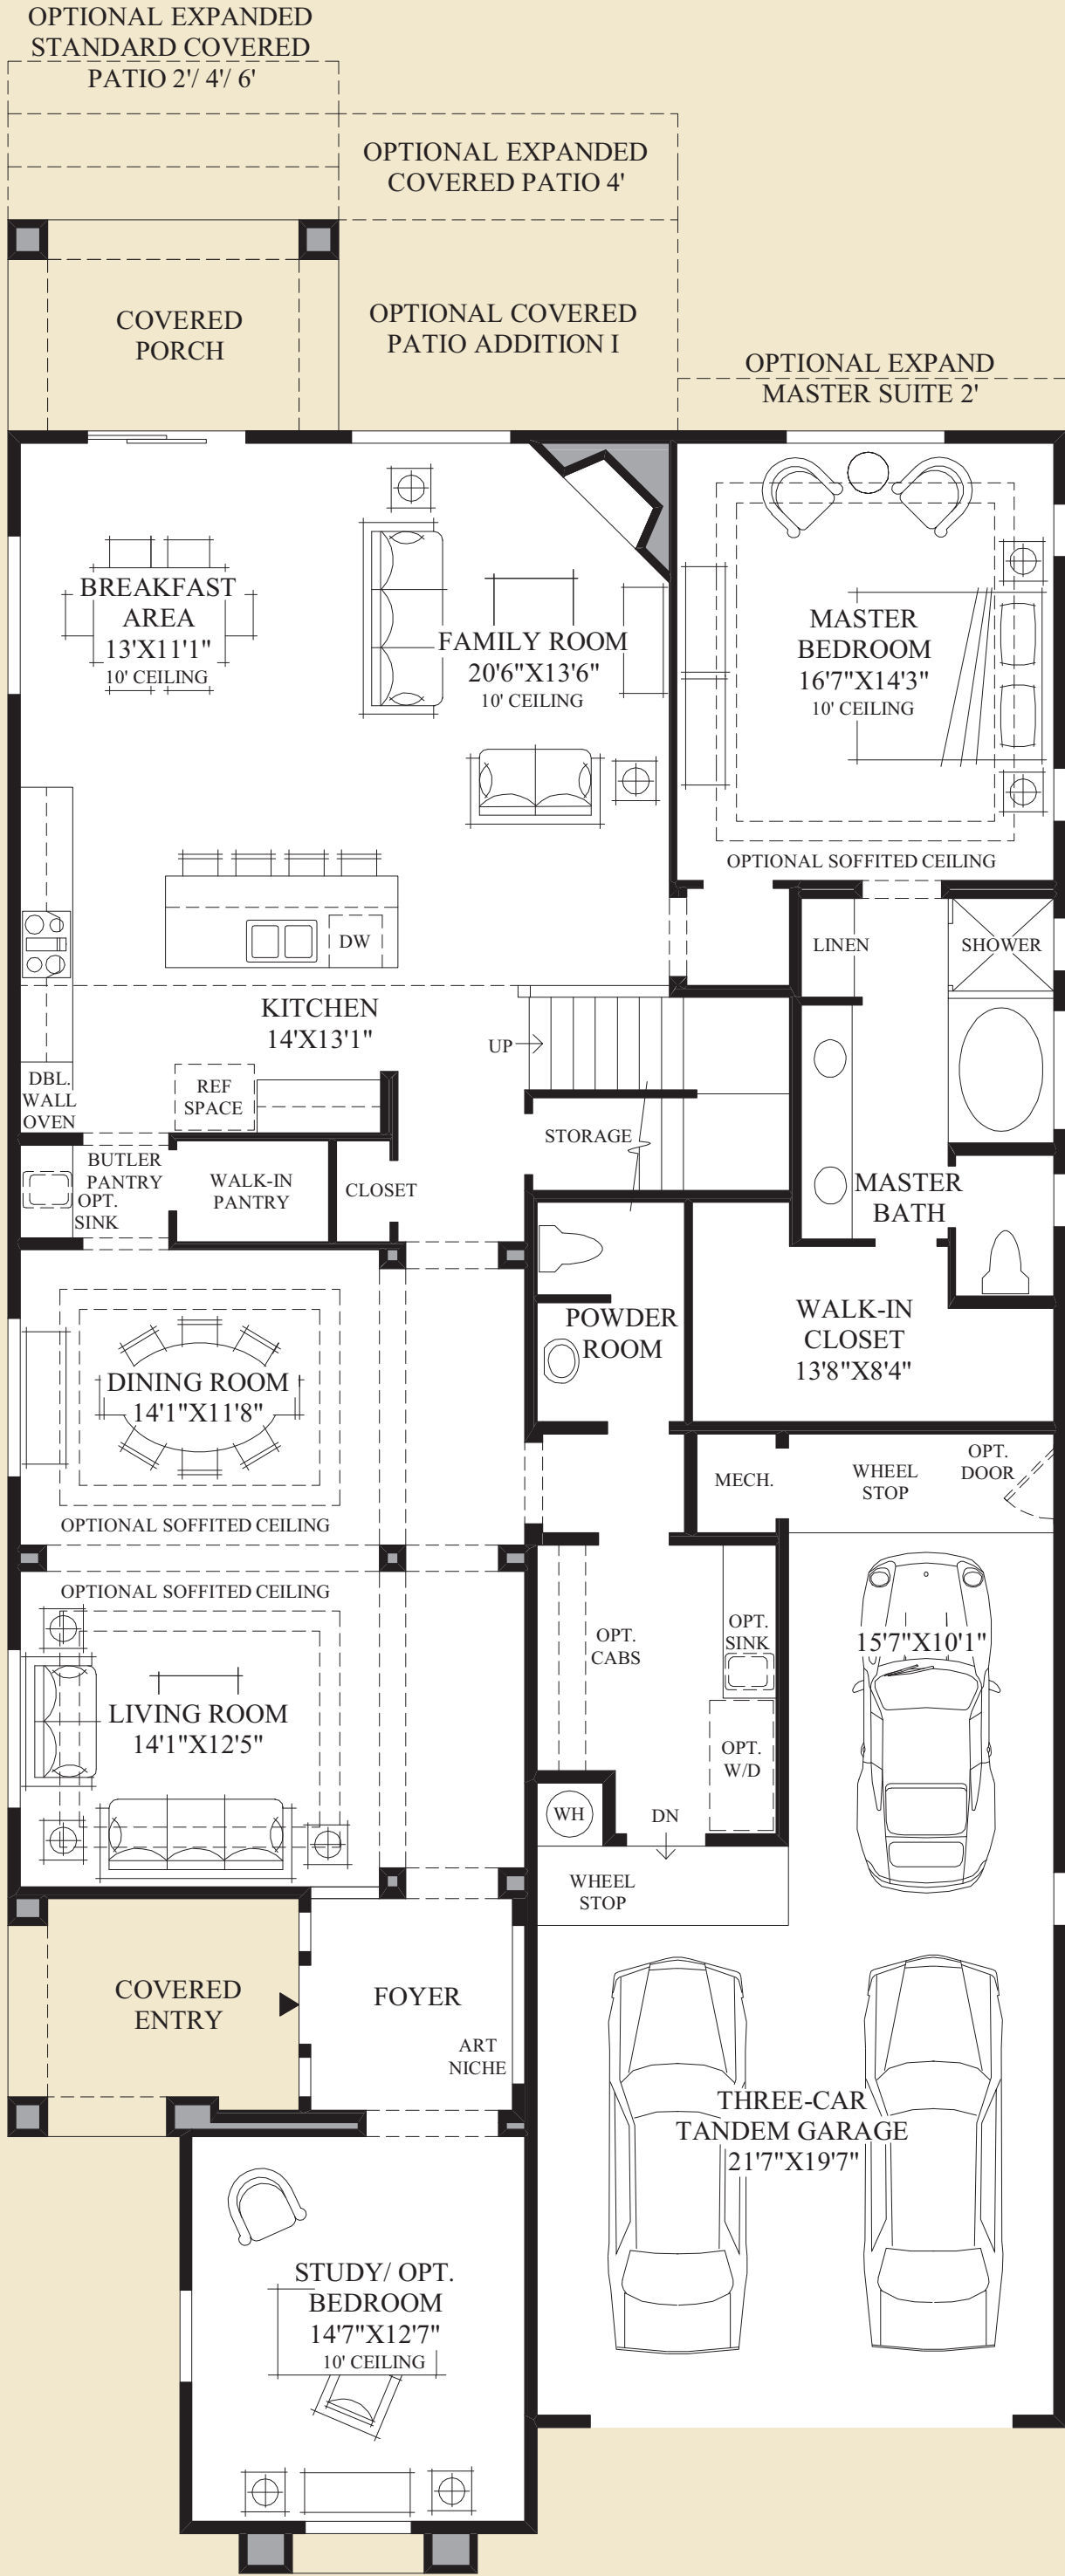 OPTIONAL EXPANDED
STANDARD COVERED
PATIO 2'/ 4'/ 6'
OPTIONAL EXPANDED
COVERED PATIO 4'
COVERED
PORCH
OPTIONAL COVERED
PATIO ADDITION I
OPTIONAL EXPAND
MASTER SUITE 2'
BREAKFAST
AREA
13'X11'1"
10' CEILING
FAMILY ROOM
20'6"X13'6"
10' CEILING
MASTER
BEDROOM
16'7"X14'3"
10' CEILING
OPTIONAL SOFFITED CEILING
DW
LINEN
SHOWER
KITCHEN
14'X13'1"
UP
DBL.
WALL
OVEN
REF
SPACE
STORAGE
BUTLER
PANTRY
OPT.
SINK
WALK-IN
PANTRY
CLOSET
MASTER
BATH
POWDER
ROOM
WALK-IN
CLOSET
13'8"X8'4"
DINING ROOM
14'1"X11'8"
OPTIONAL SOFFITED CEILING
MECH.
WHEEL
STOP
OPT.
DOOR
OPTIONAL SOFFITED CEILING
LIVING ROOM
14'1"X12'5"
OPT.
CABS
OPT.
SINK
15'7"X10'1"
OPT.
W/D
WH
DN
WHEEL
STOP
COVERED
ENTRY
FOYER
ART
NICHE
THREE-CAR
TANDEM GARAGE
21'7"X19'7"
STUDY/ OPT.
BEDROOM
14'7"X12'7"
10' CEILING